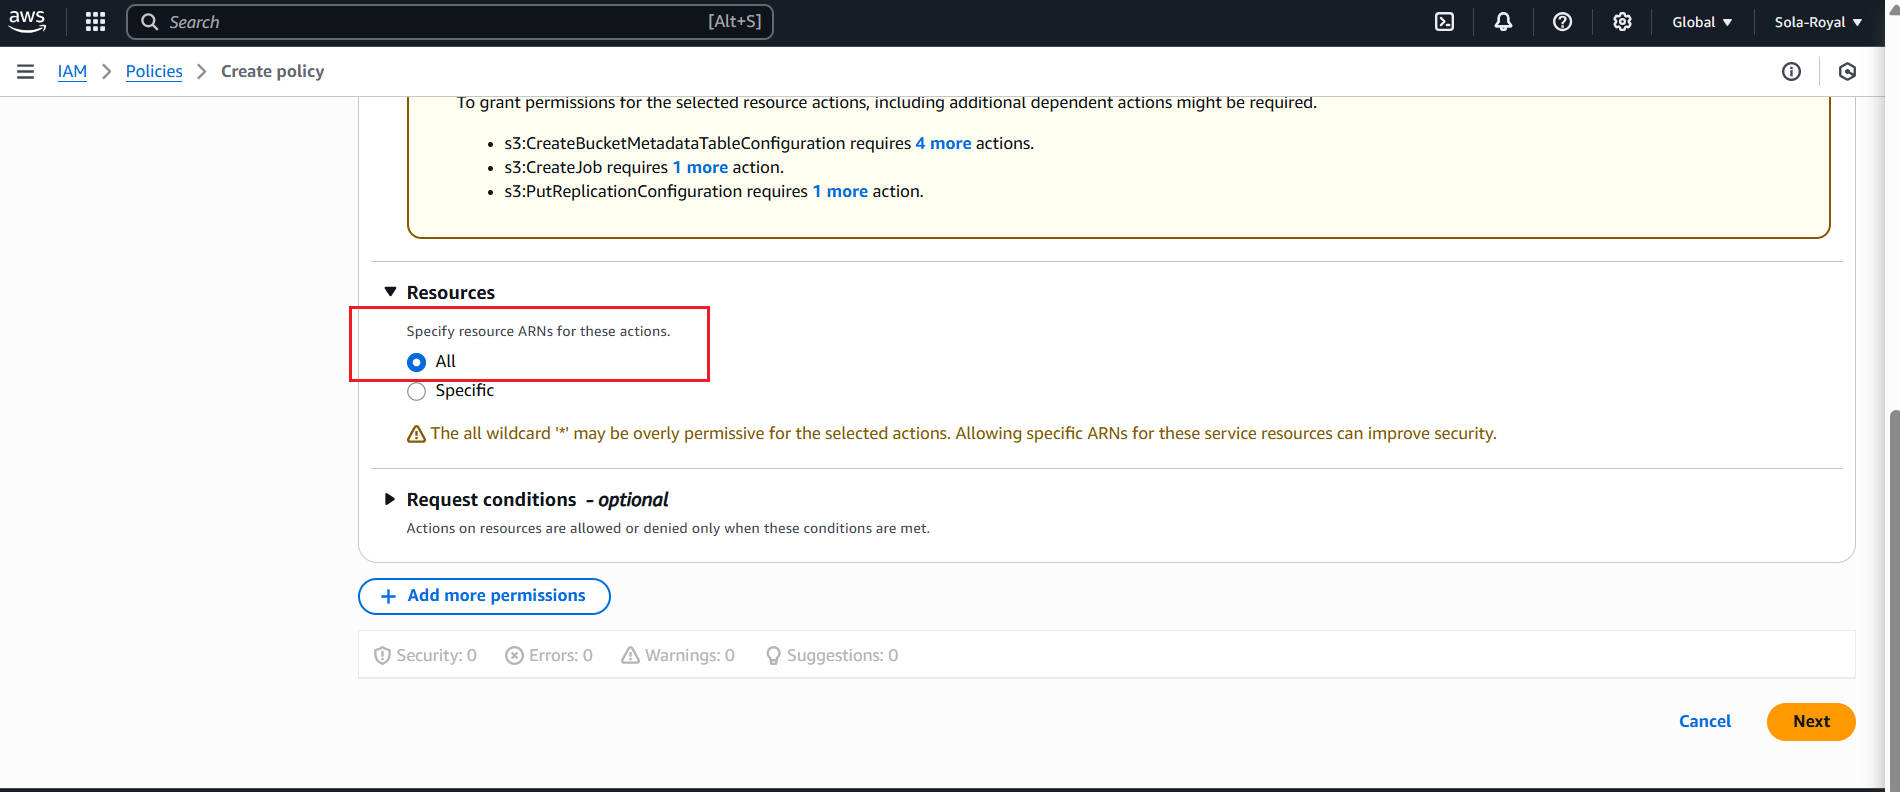 aws
Search
[Alt+S]
Global
Sola-Royal
IAM
Policies
Create policy
To grant permissions for the selected resource actions, including additional dependent actions might be required.
s3:CreateBucketMetadataTableConfiguration requires 4 more actions.
s3:CreateJob requires 1 more action.
s3:PutReplicationConfiguration requires 1 more action.
Resources
Specify resource ARNs for these actions.
All
Specific
The all wildcard '*' may be overly permissive for the selected actions. Allowing specific ARNs for these service resources can improve security.
Request conditions - optional
Actions on resources are allowed or denied only when these conditions are met.
+ Add more permissions
Security: 0
Errors: 0
Warnings: 0
Suggestions: 0
Cancel
Next